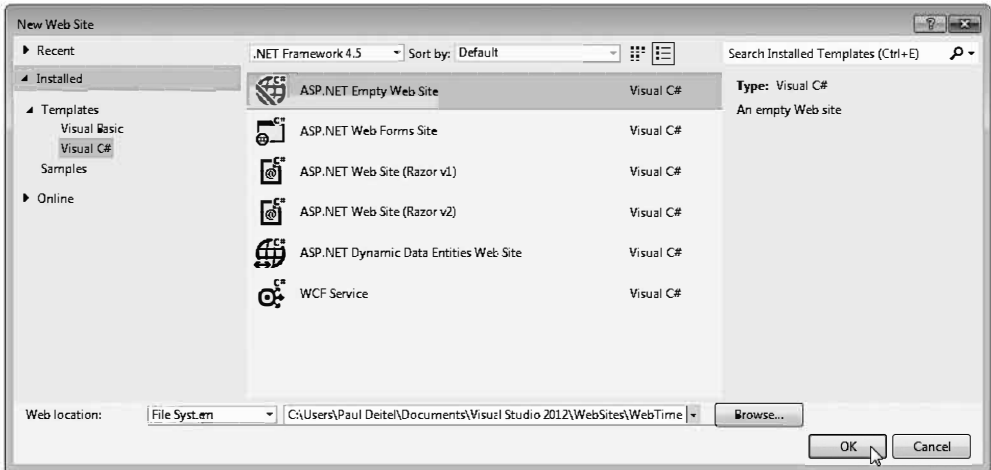 New Web Site
Recent
.NET Framework 4.5
Sort by: Default
Search Installed Templates (Ctrl+E)
Installed
Templates
Visual Basic
Visual C#
Samples
Online
ASP.NET Empty Web Site Visual C#
ASP.NET Web Forms Site Visual C#
ASP.NET Web Site (Razor v1) Visual C#
ASP.NET Web Site (Razor v2) Visual C#
ASP.NET Dynamic Data Entities Web Site Visual C#
WCF Service Visual C#
Type: Visual C#
An empty Web site
Web location: File System C:\Users\Paul Deitel\Documents\Visual Studio 2012\WebSites\WebTime Browse...
OK Cancel